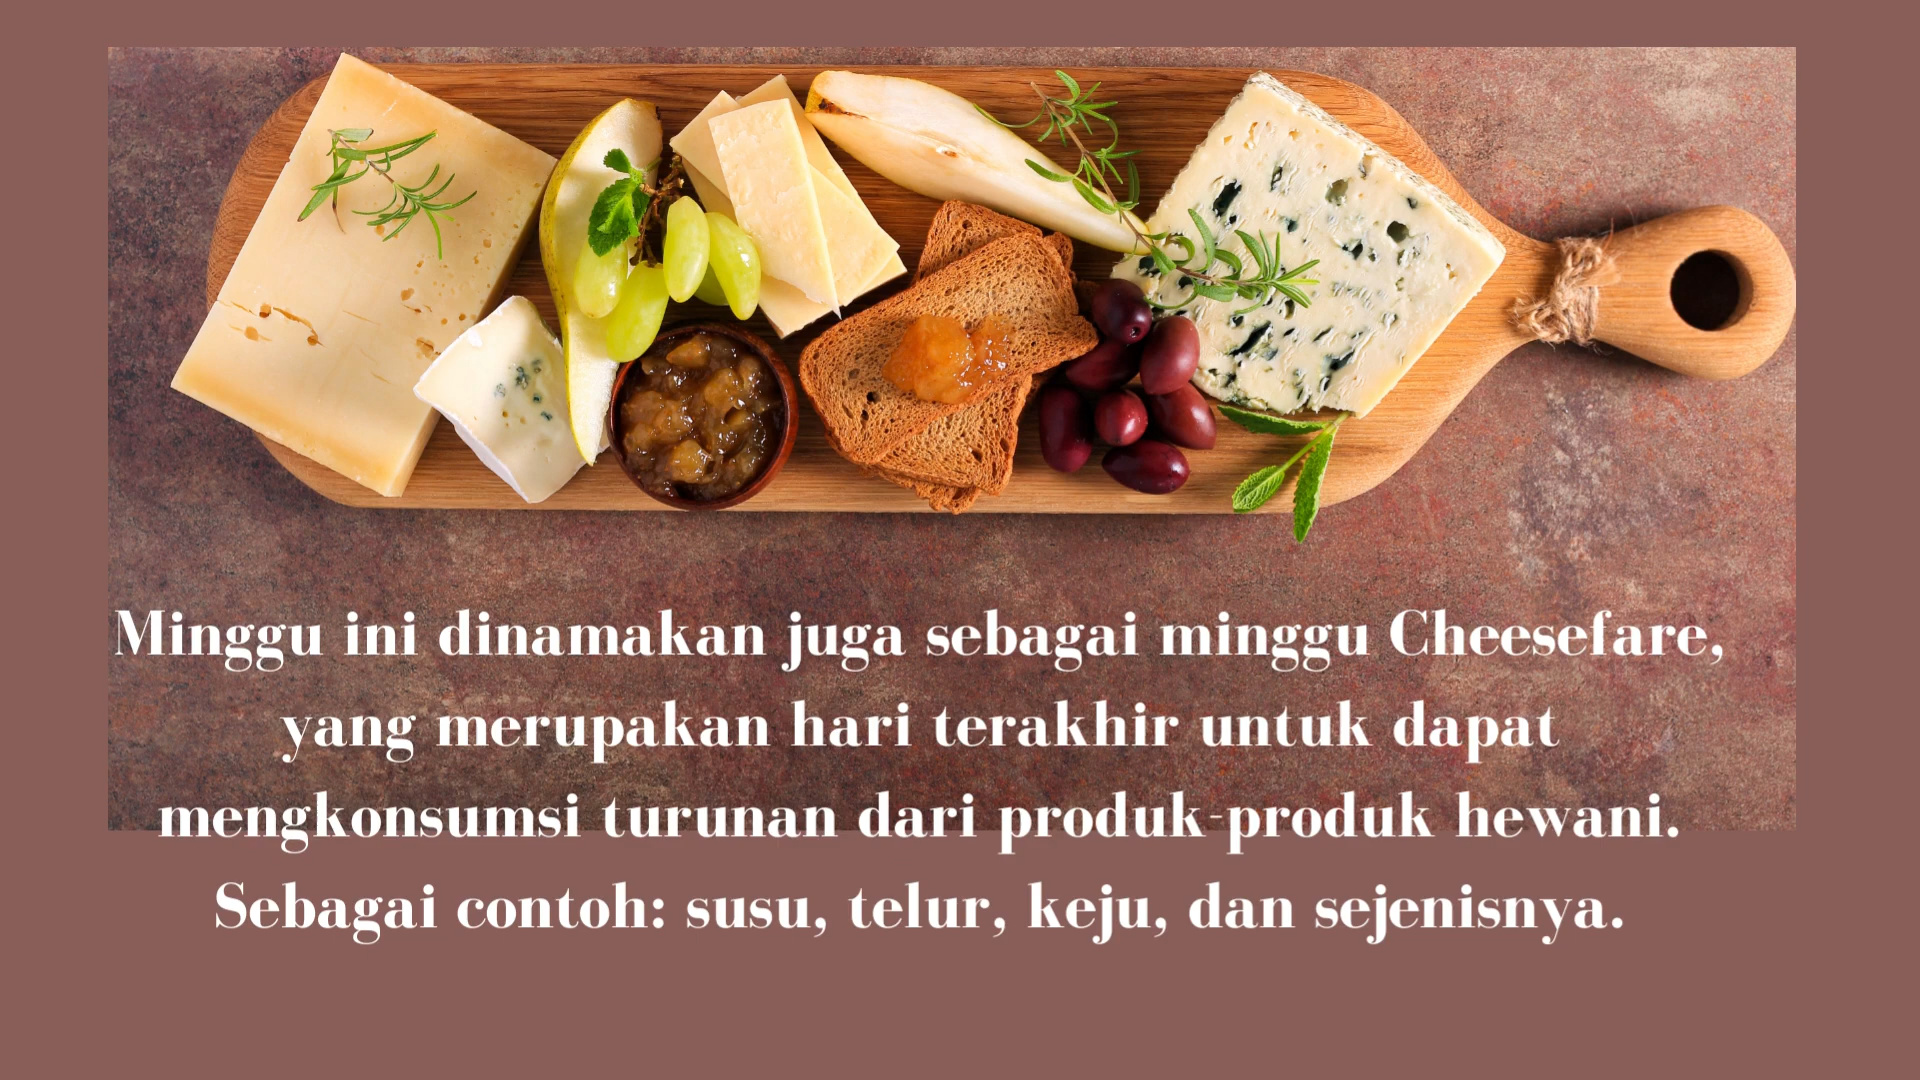 Minggu ini dinamakan juga sebagai minggu Cheesefare,
yang merupakan hari terakhir untuk dapat
mengkonsumsi turunan dari produk-produk hewani.
Sebagai contoh: susu, telur, keju, dan sejenisnya.